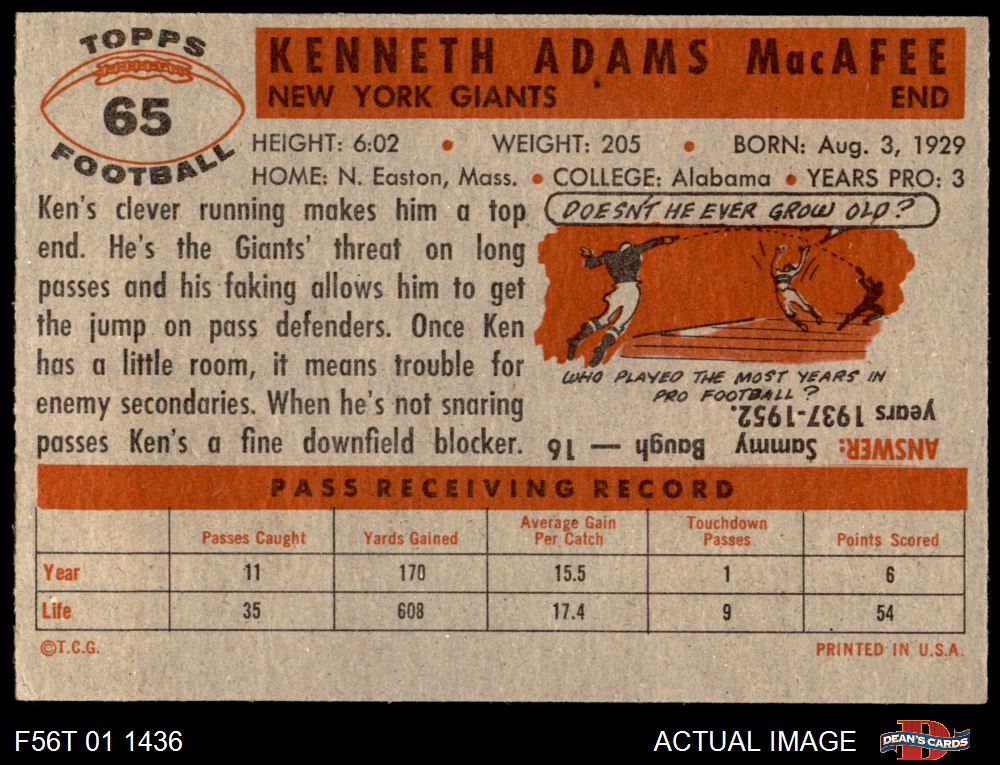 TOPPS
65
FOOTBALL
KENNETH ADAMS MacAFEE
NEW YORK GIANTS END
HEIGHT: 6:02 • WEIGHT: 205 • BORN: Aug. 3, 1929
HOME: N. Easton, Mass. • COLLEGE: Alabama • YEARS PRO: 3
Ken's clever running makes him a top
end. He's the Giants' threat on long
passes and his faking allows him to get
the jump on pass defenders. Once Ken
has a little room, it means trouble for
enemy secondaries. When he's not snaring
passes Ken's a fine downfield blocker.
DOESN'T HE EVER GROW OLD?
WHO PLAYED THE MOST YEARS IN
PRO FOOTBALL?
ANSWER: Sammy Baugh — 16
years 1937-1952.
PASS RECEIVING RECORD
Passes Caught Yards Gained Average Gain Per Catch Touchdown Passes Points Scored
Year 11 170 15.5 1 6
Life 35 608 17.4 9 54
©T.C.G. PRINTED IN U.S.A.
F56T 01 1436 ACTUAL IMAGE DEAN'S CARDS